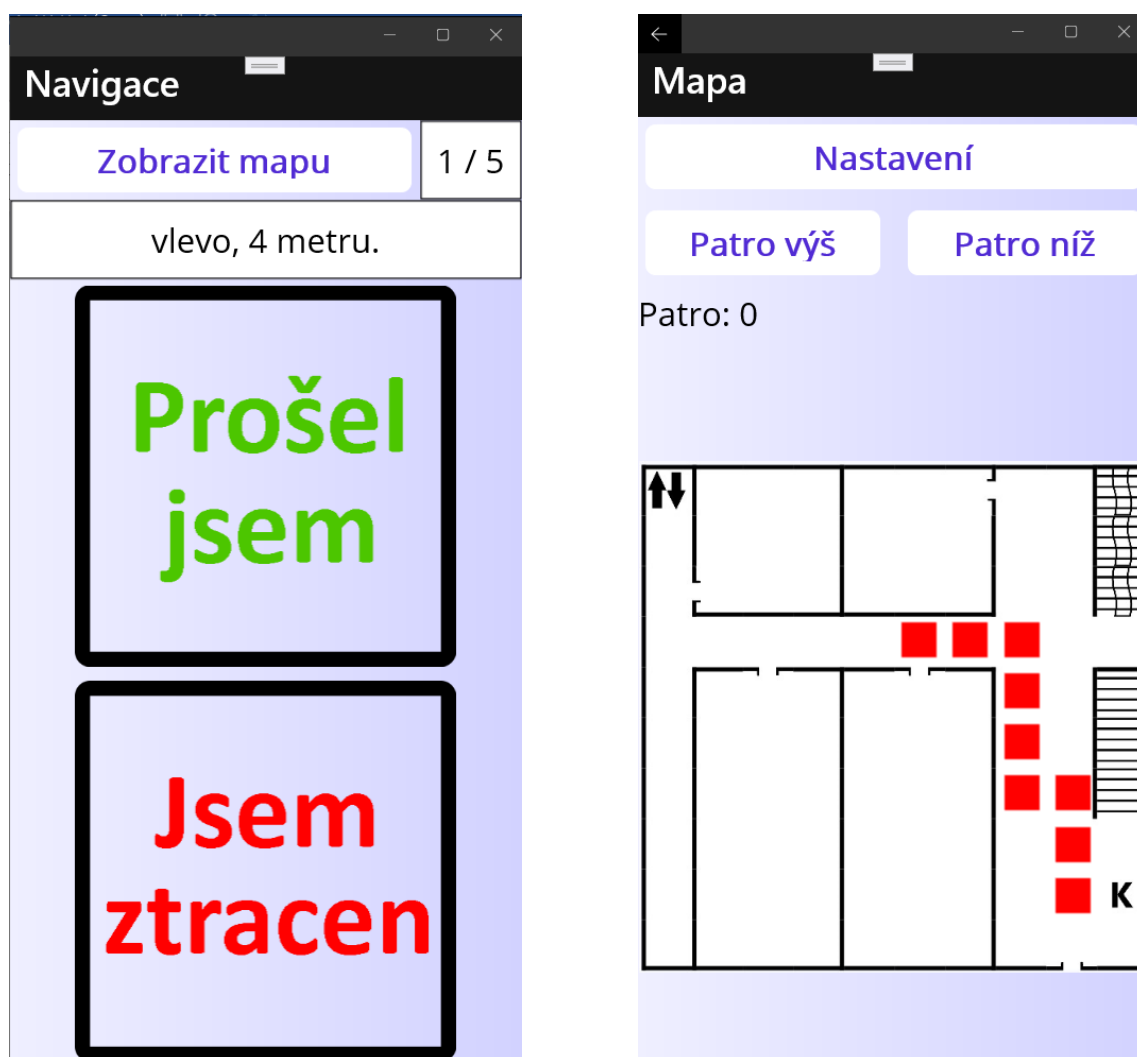 Navigace
Zobrazit mapu
1 / 5
vlevo, 4 metru.
Prošel
jsem
Jsem
ztracen
Mapa
Nastavení
Patro výš
Patro níž
Patro: 0
K